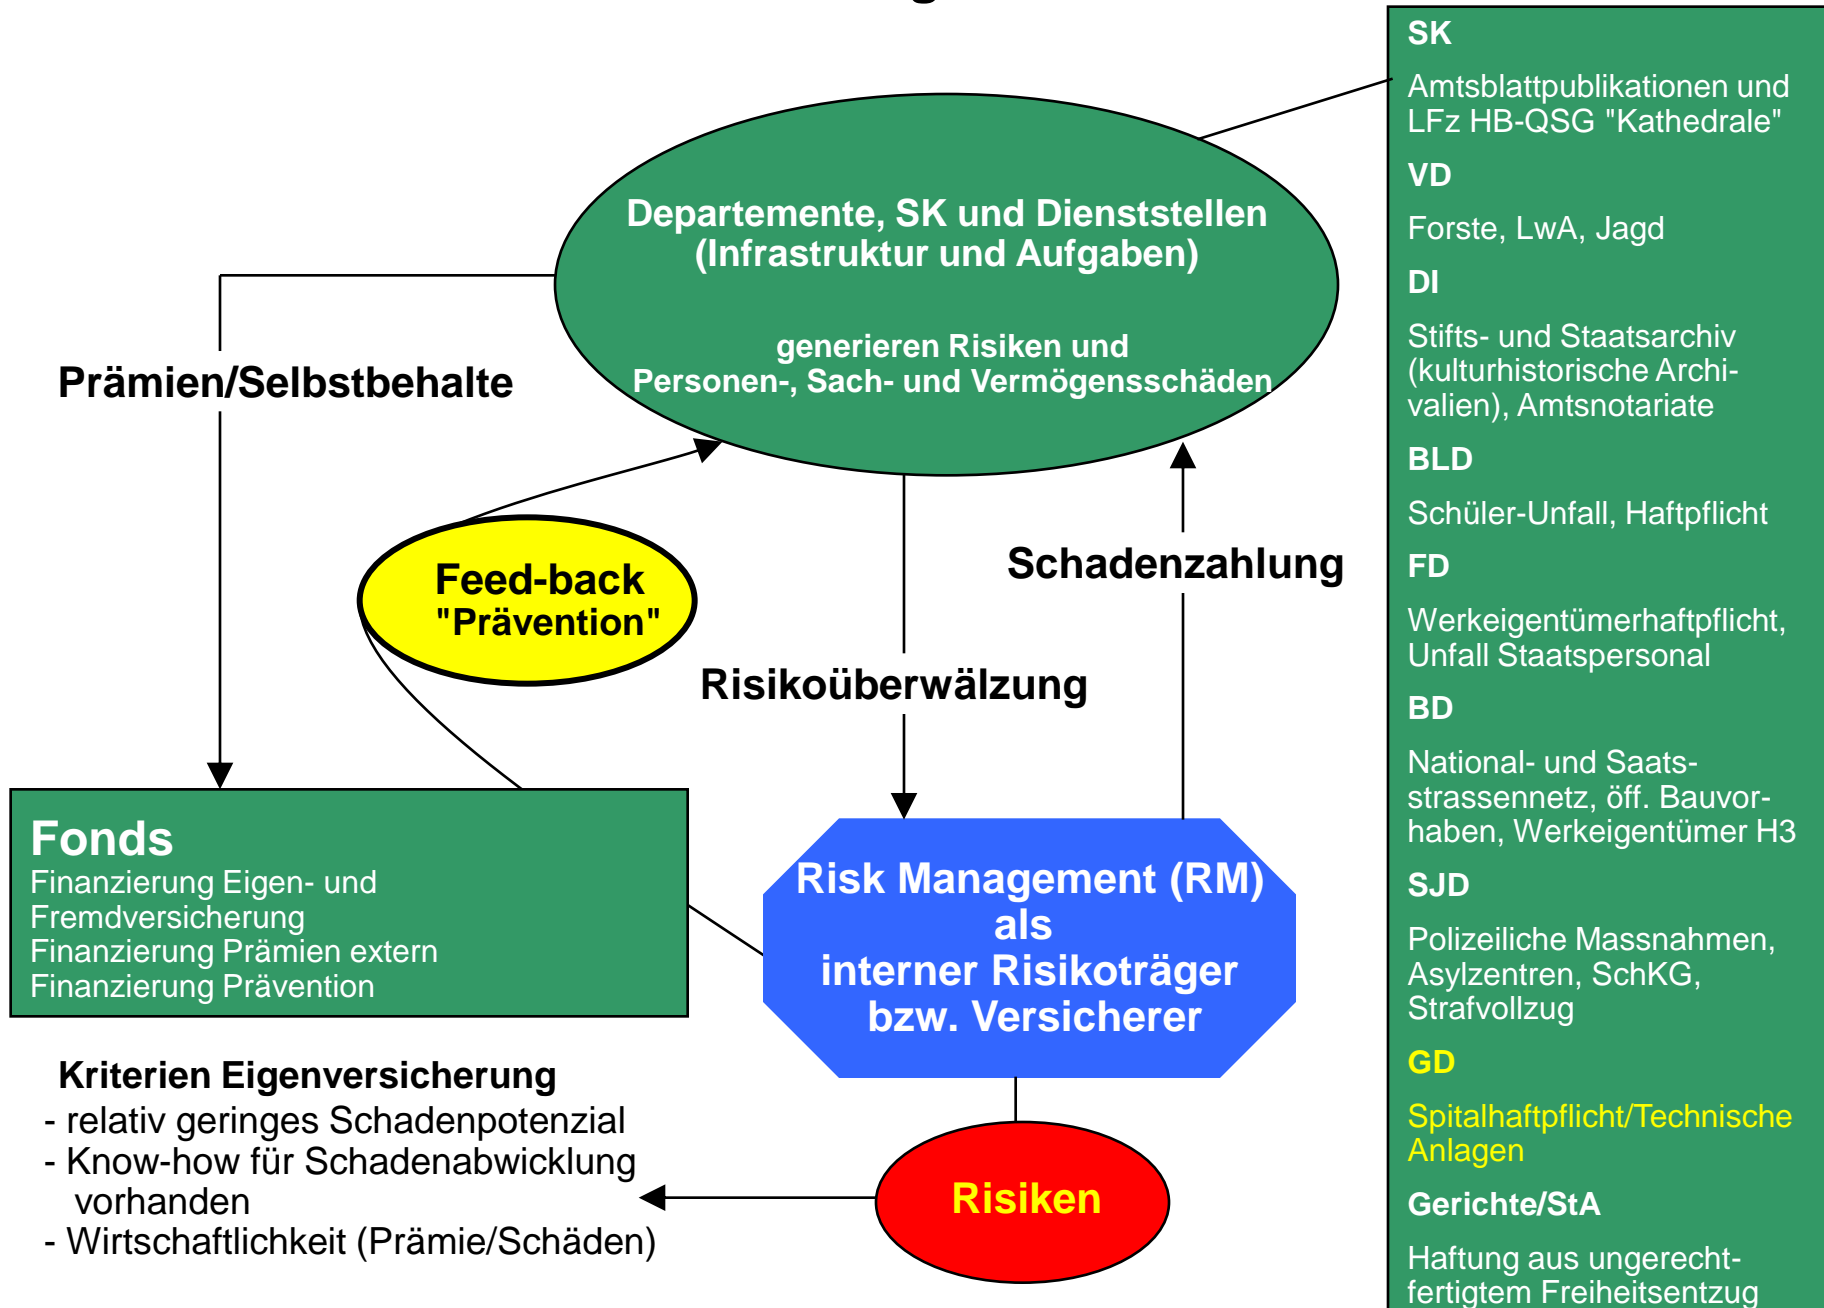 Departemente, SK und Dienststellen
(Infrastruktur und Aufgaben)
generieren Risiken und
Personen-, Sach- und Vermögensschäden
Prämien/Selbstbehalte
Feed-back
"Prävention"
Schadenzahlung
Risikoüberwälzung
Fonds
Finanzierung Eigen- und
Fremdversicherung
Finanzierung Prämien extern
Finanzierung Prävention
Risk Management (RM)
als
interner Risikoträger
bzw. Versicherer
Kriterien Eigenversicherung
- relativ geringes Schadenpotenzial
- Know-how für Schadenabwicklung
vorhanden
- Wirtschaftlichkeit (Prämie/Schäden)
Risiken
SK
Amtsblattpublikationen und
LFz HB-QSG "Kathedrale"
VD
Forste, LwA, Jagd
DI
Stifts- und Staatsarchiv
(kulturhistorische Archi-
valien), Amtsnotariate
BLD
Schüler-Unfall, Haftpflicht
FD
Werkeigentümerhaftpflicht,
Unfall Staatspersonal
BD
National- und Saats-
strassennetz, öff. Bauvor-
haben, Werkeigentümer H3
SJD
Polizeiliche Massnahmen,
Asylzentren, SchKG,
Strafvollzug
GD
Spitalhaftpflicht/Technische
Anlagen
Gerichte/StA
Haftung aus ungerecht-
fertigtem Freiheitsentzug